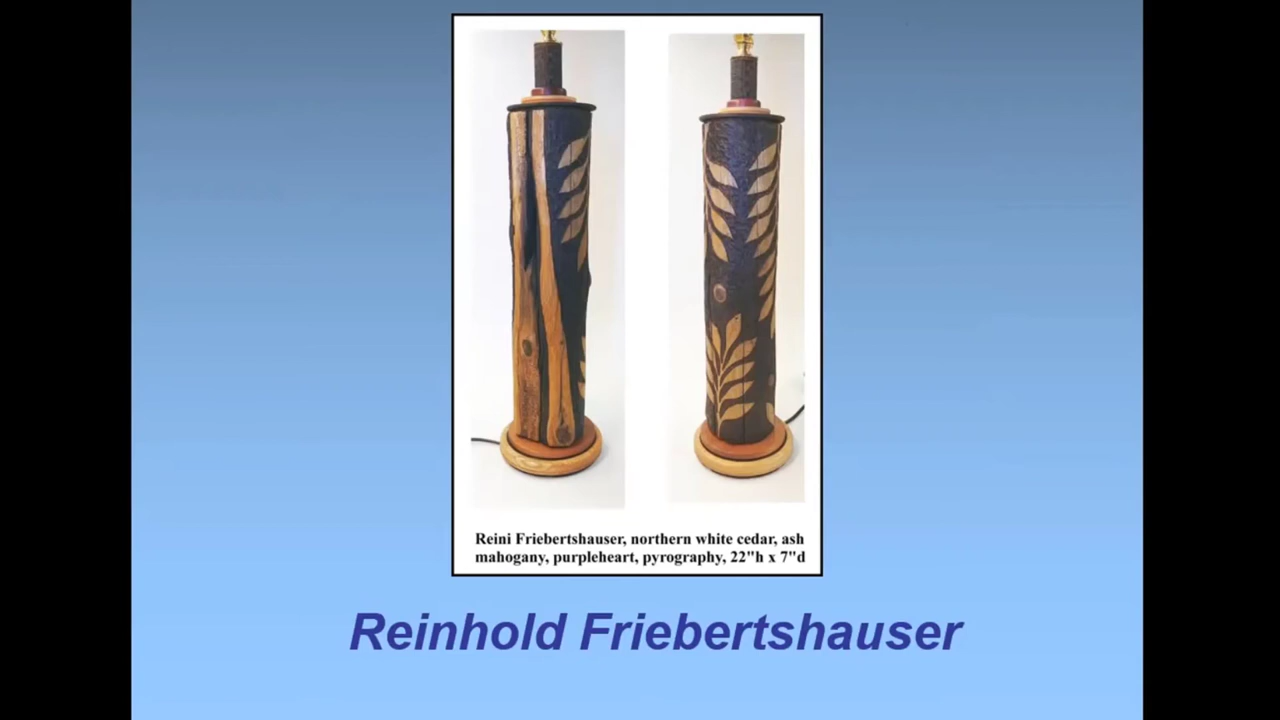 Reini Friebertshauser, northern white cedar, ash
mahogany, purpleheart, pyrography, 22"h x 7"d
Reinhold Friebertshauser